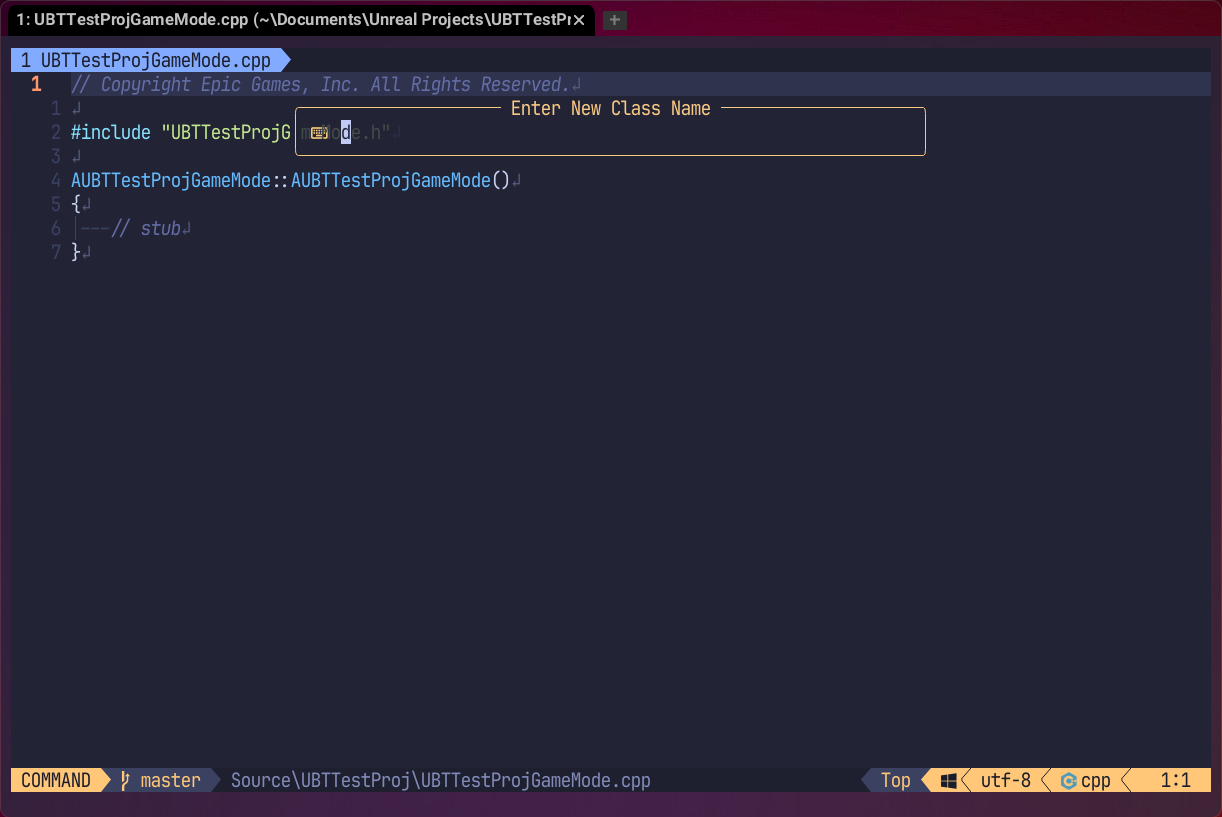 1: UBTTestProjGameMode.cpp (~\Documents\Unreal Projects\UBTTestPr
1 UBTTestProjGameMode.cpp
1 // Copyright Epic Games, Inc. All Rights Reserved.
1
Enter New Class Name
2 #include "UBTTestProjG meMode.h"
3
4 AUBTTestProjGameMode::AUBTTestProjGameMode()
5 {
6 // stub
7 }
COMMAND master Source\UBTTestProj\UBTTestProjGameMode.cpp Top utf-8 cpp 1:1